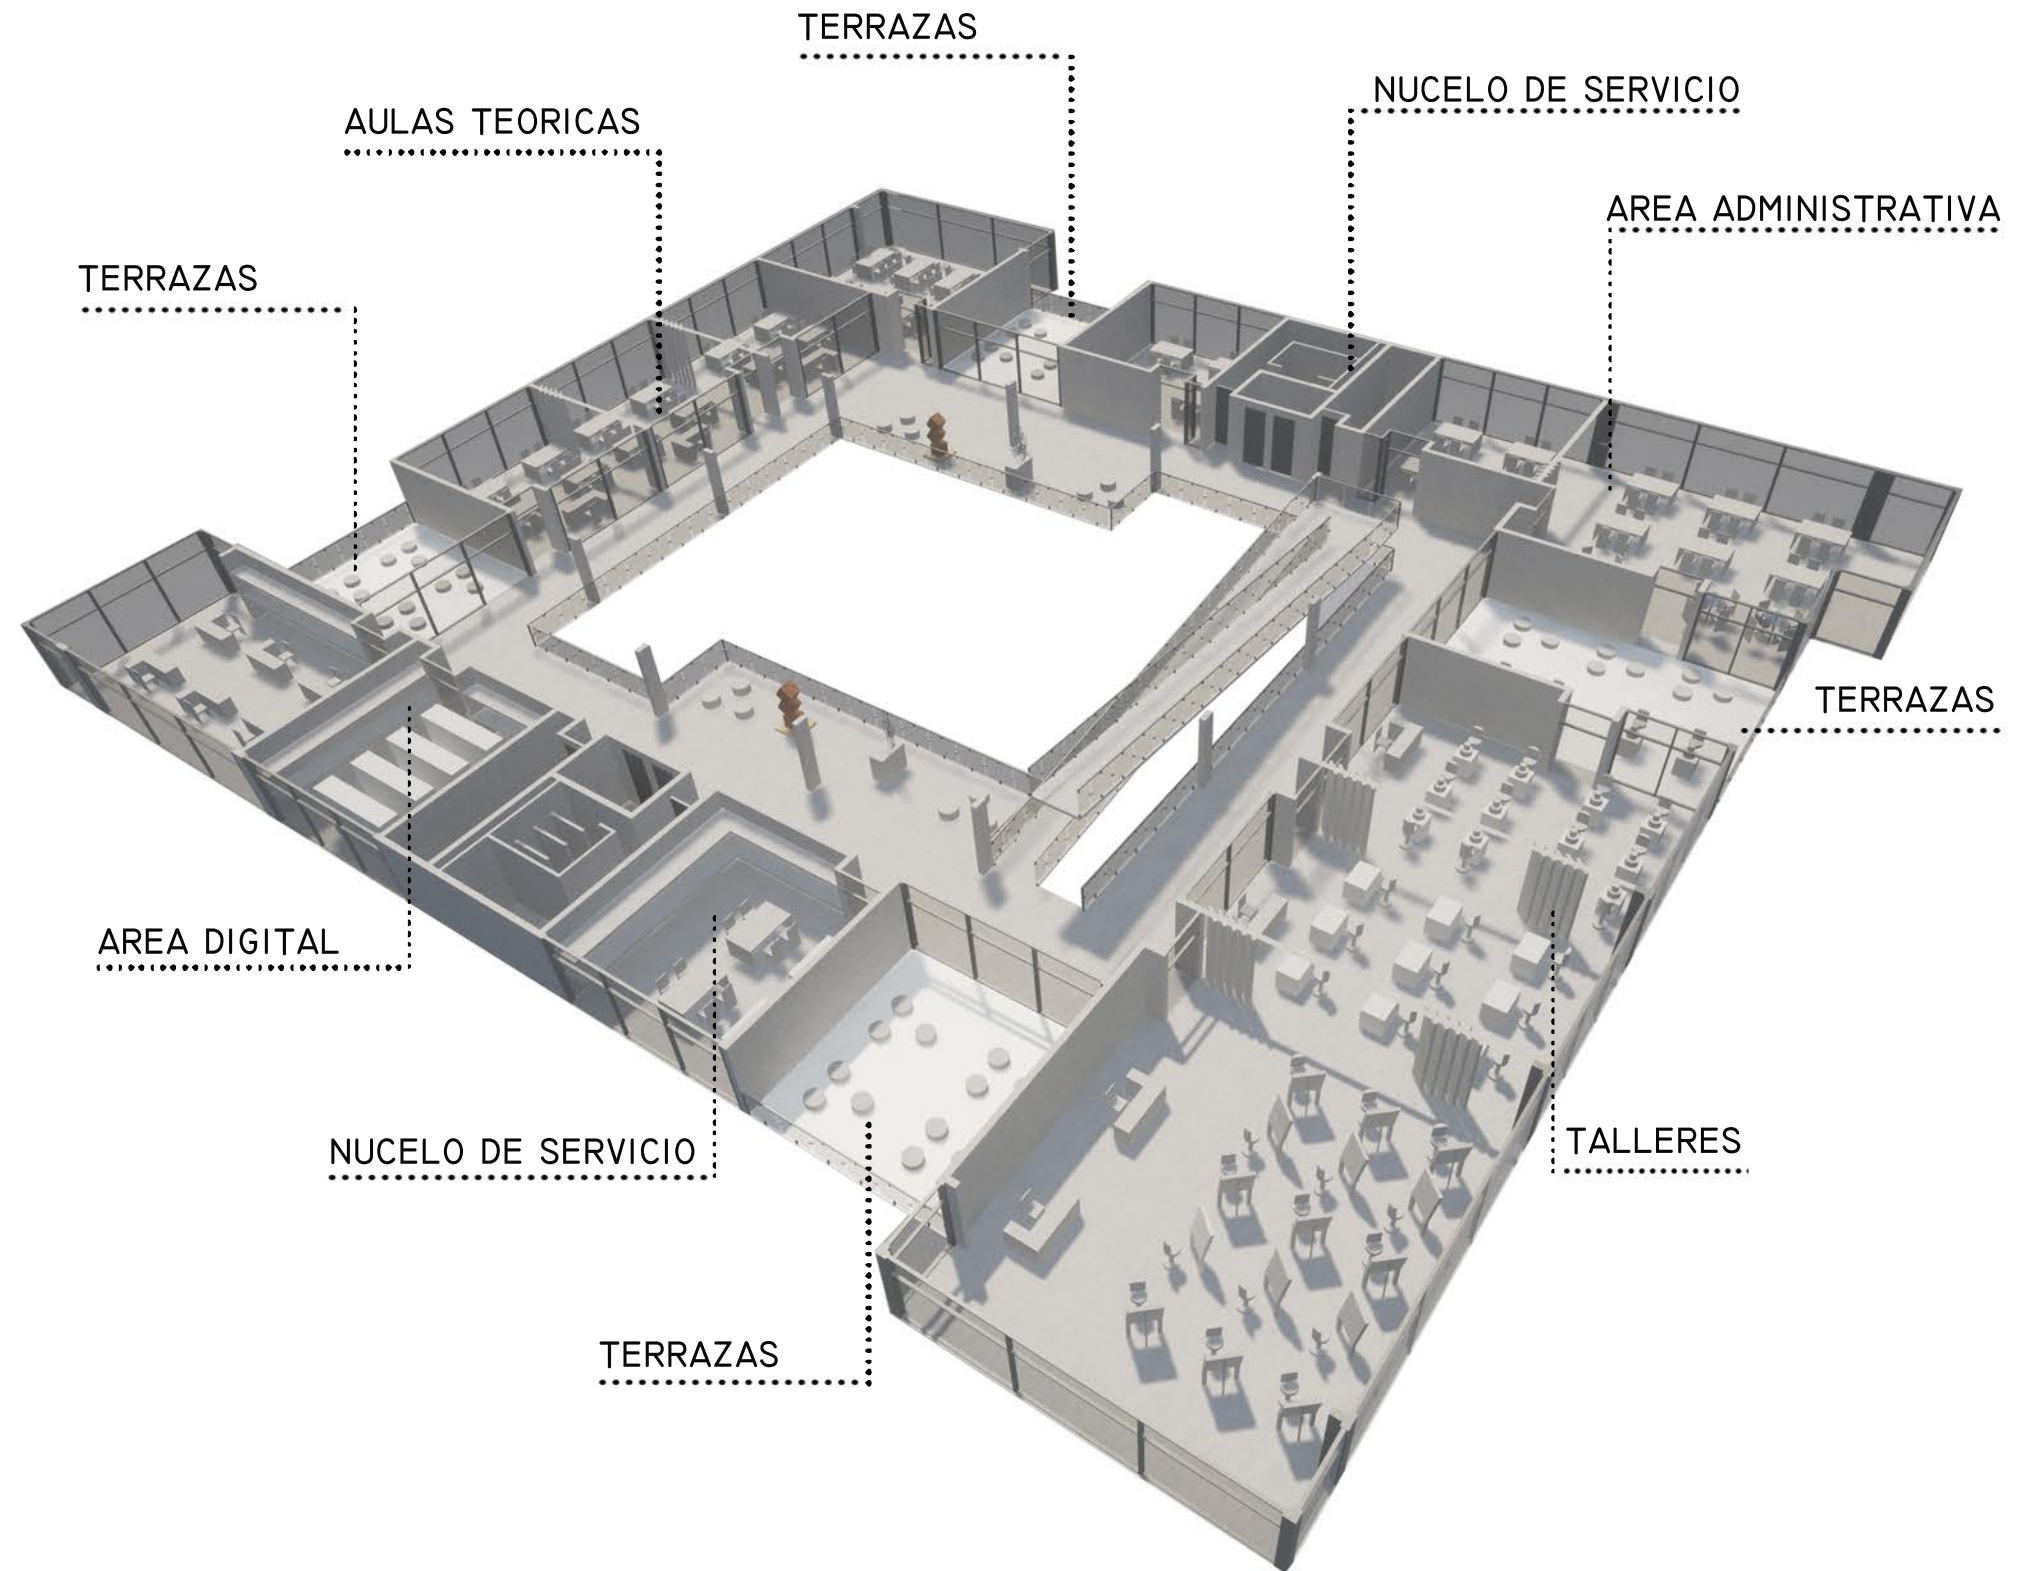 TERRAZAS
NUCELO DE SERVICIO
AULAS TEORICAS
AREA ADMINISTRATIVA
TERRAZAS
TERRAZAS
AREA DIGITAL
NUCELO DE SERVICIO
TALLERES
TERRAZAS